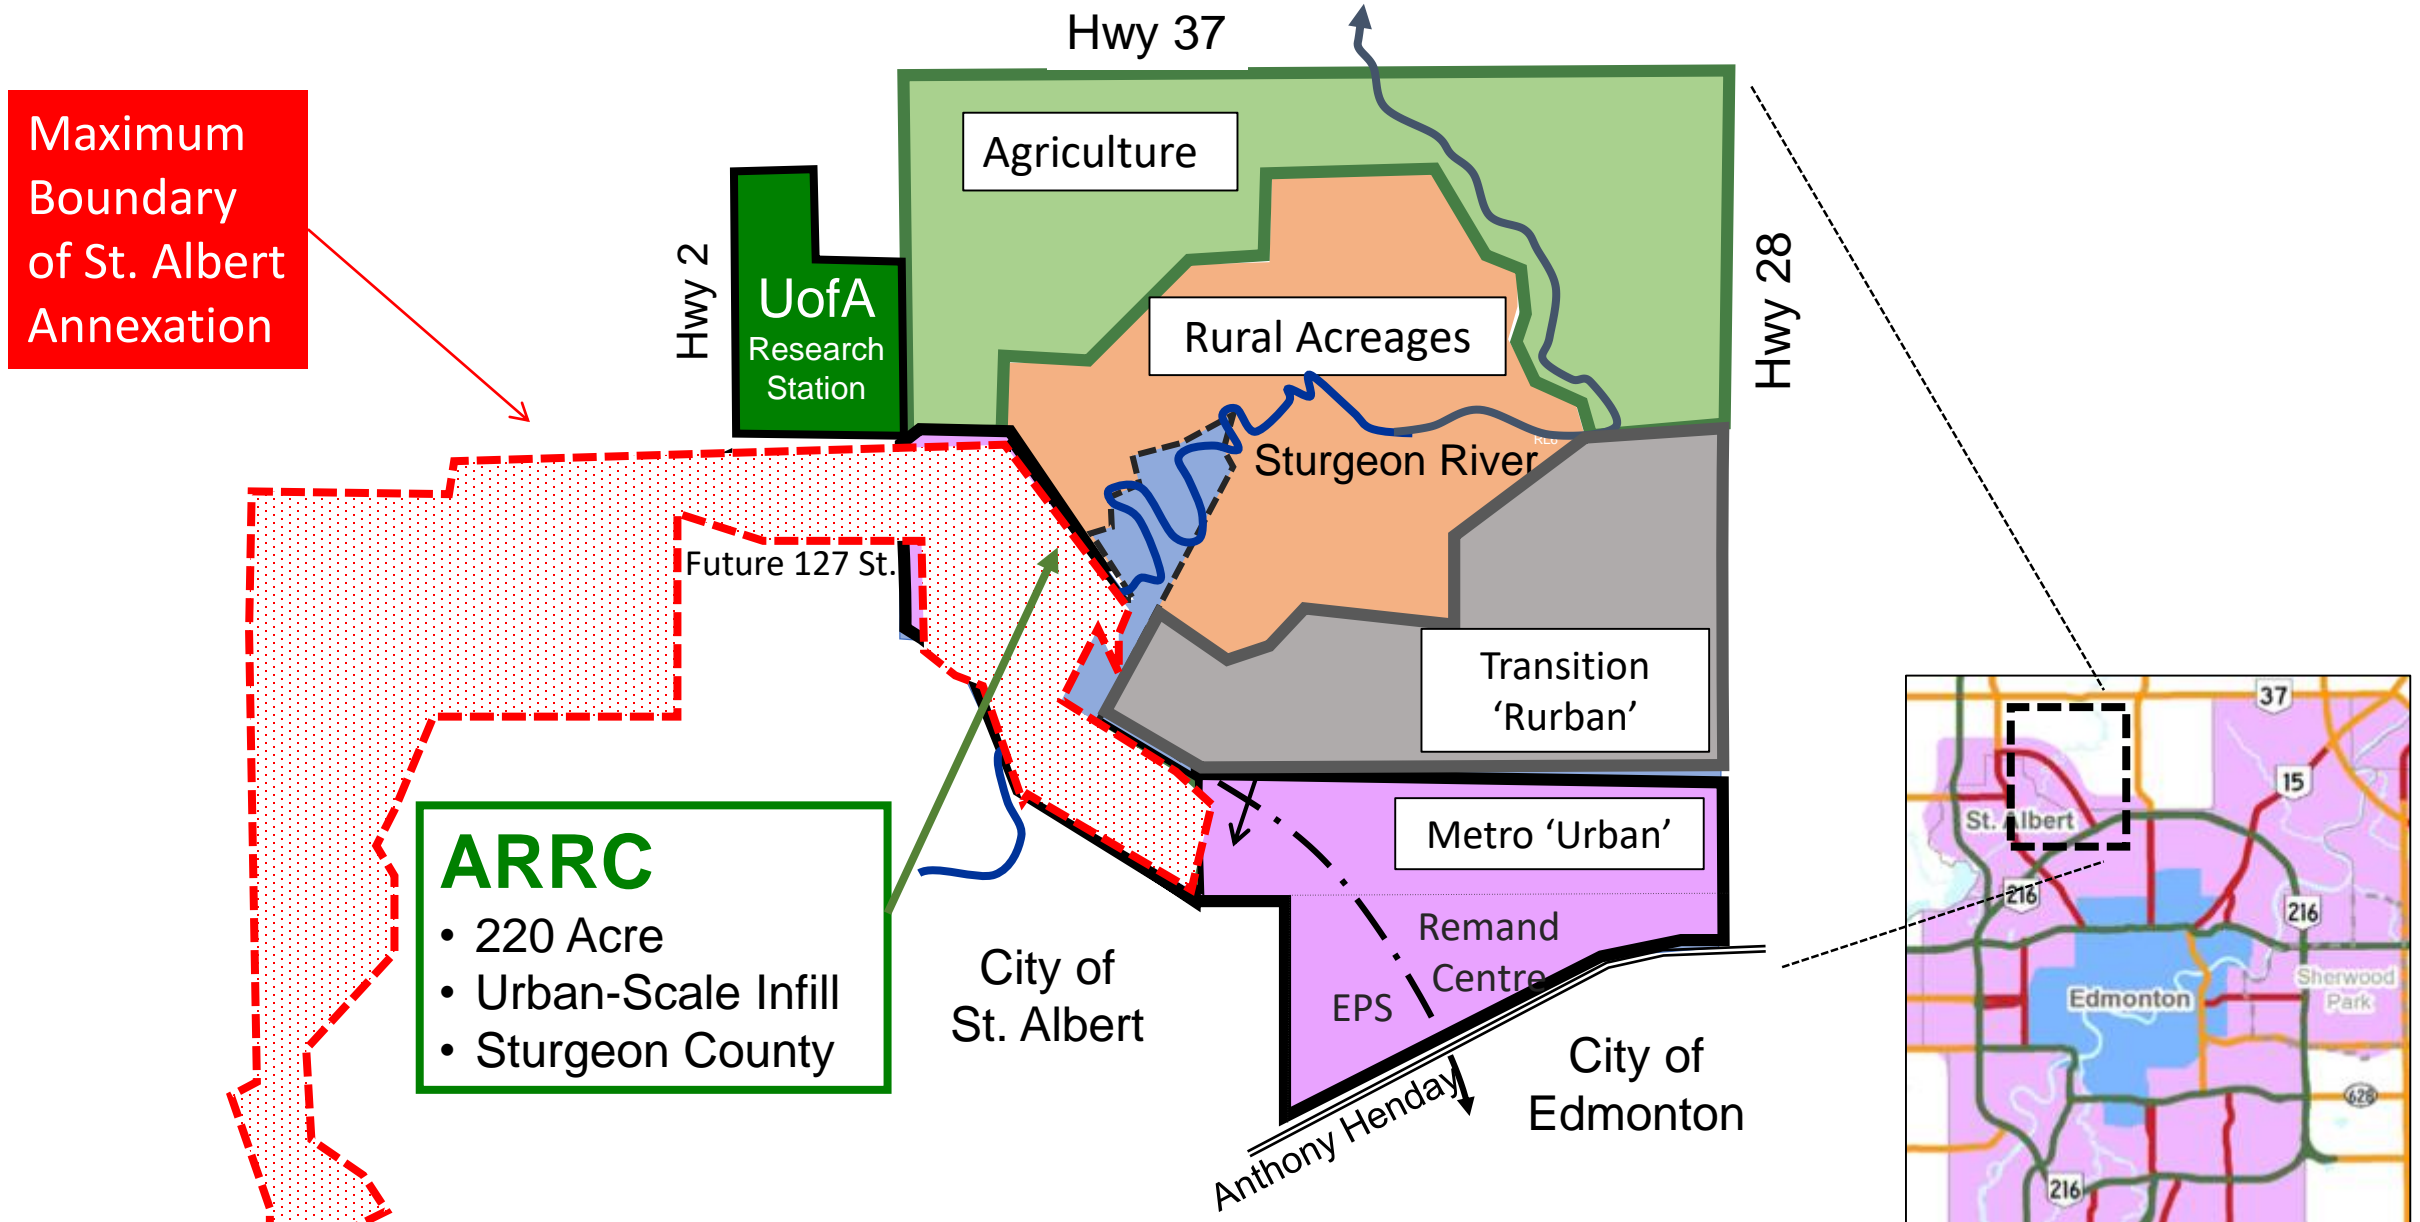 Hwy 37
Maximum
Boundary
of St. Albert
Annexation
Agriculture
Hwy 2
UofA
Research
Station
Hwy 28
Rural Acreages
RL6
Sturgeon River
Future 127 St.
Transition
‘Rurban’
Metro ‘Urban’
ARRC
• 220 Acre
• Urban-Scale Infill
• Sturgeon County
City of
St. Albert
Remand
Centre
EPS
Anthony Henday
City of
Edmonton
37
15
St. Albert
216
216
Sherwood
Park
Edmonton
628
216